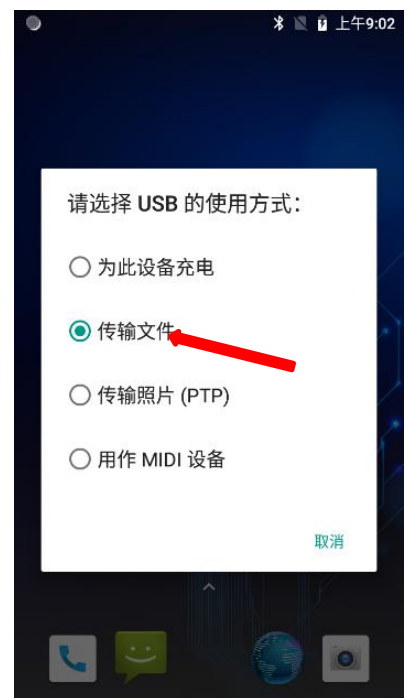 上午9:02
请选择 USB 的使用方式：
为此设备充电
传输文件
传输照片 (PTP)
用作 MIDI 设备
取消